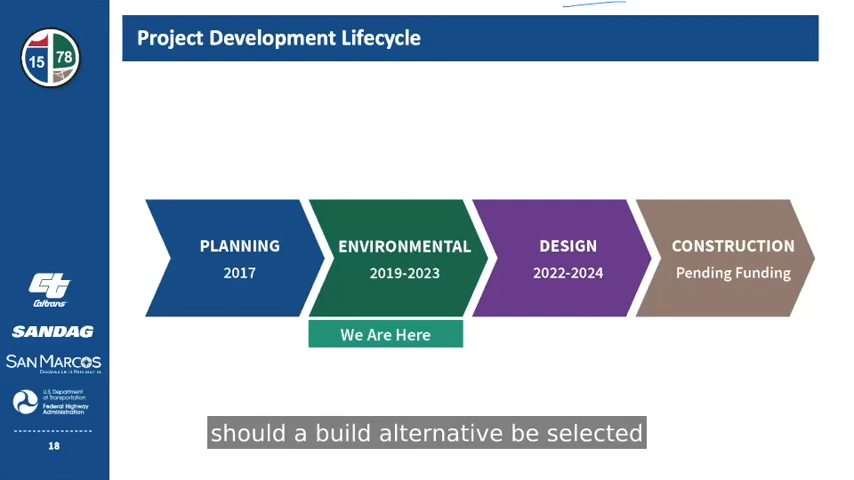 Project Development Lifecycle
15 78
PLANNING
2017
ENVIRONMENTAL
2019-2023
DESIGN
2022-2024
CONSTRUCTION
Pending Funding
We Are Here
Caltrans
SANDAG
SAN MARCOS
U.S. Department
of Transportation
Federal Highway
Administration
18
should a build alternative be selected